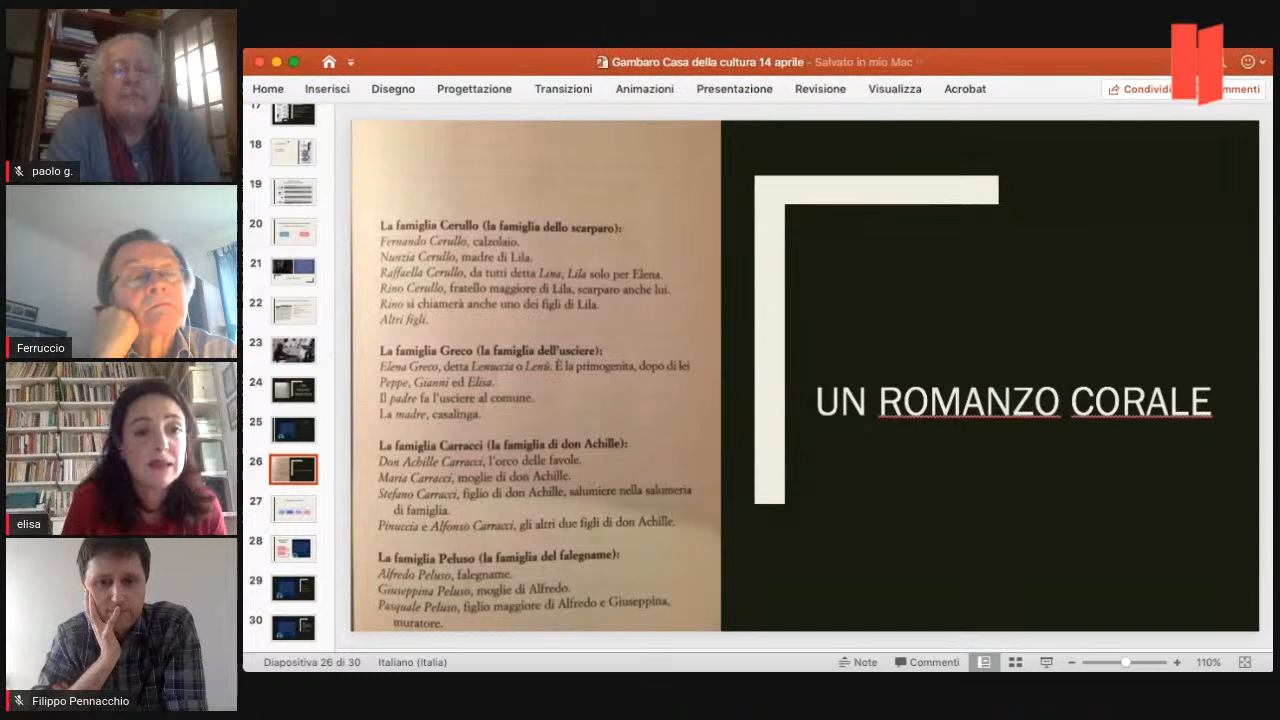 paolo g.
Ferruccio
elisa
Filippo Pennacchio
Gambaro Casa della cultura 14 aprile - Salvato in mio Mac
Home Inserisci Disegno Progettazione Transizioni Animazioni Presentazione Revisione Visualizza Acrobat Condividi
17
18
19
20
21
22
23
24
25
26
27
28
29
30
La famiglia Cerullo (la famiglia dello scarparo):
Fernando Cerullo, calzolaio.
Nunzia Cerullo, madre di Lila.
Raffaella Cerullo, da tutti detta Lina, Lila solo per Elena.
Rino Cerullo, fratello maggiore di Lila, scarparo anche lui.
Rino si chiamerà anche uno dei figli di Lila.
Altri figli.
La famiglia Greco (la famiglia dell'usciere):
Elena Greco, detta Lenuccia o Lenù. È la primogenita, dopo di lei
Peppe, Gianni ed Elisa.
Il padre fa l'usciere al comune.
La madre, casalinga.
La famiglia Carracci (la famiglia di don Achille):
Don Achille Carracci, l'orco delle favole.
Maria Carracci, moglie di don Achille.
Stefano Carracci, figlio di don Achille, salumiere nella salumeria
di famiglia.
Pinuccia e Alfonso Carracci, gli altri due figli di don Achille.
La famiglia Peluso (la famiglia del falegname):
Alfredo Peluso, falegname.
Giuseppina Peluso, moglie di Alfredo.
Pasquale Peluso, figlio maggiore di Alfredo e Giuseppina,
muratore.
UN ROMANZO CORALE
Diapositiva 26 di 30 Italiano (Italia) Note Commenti 110%